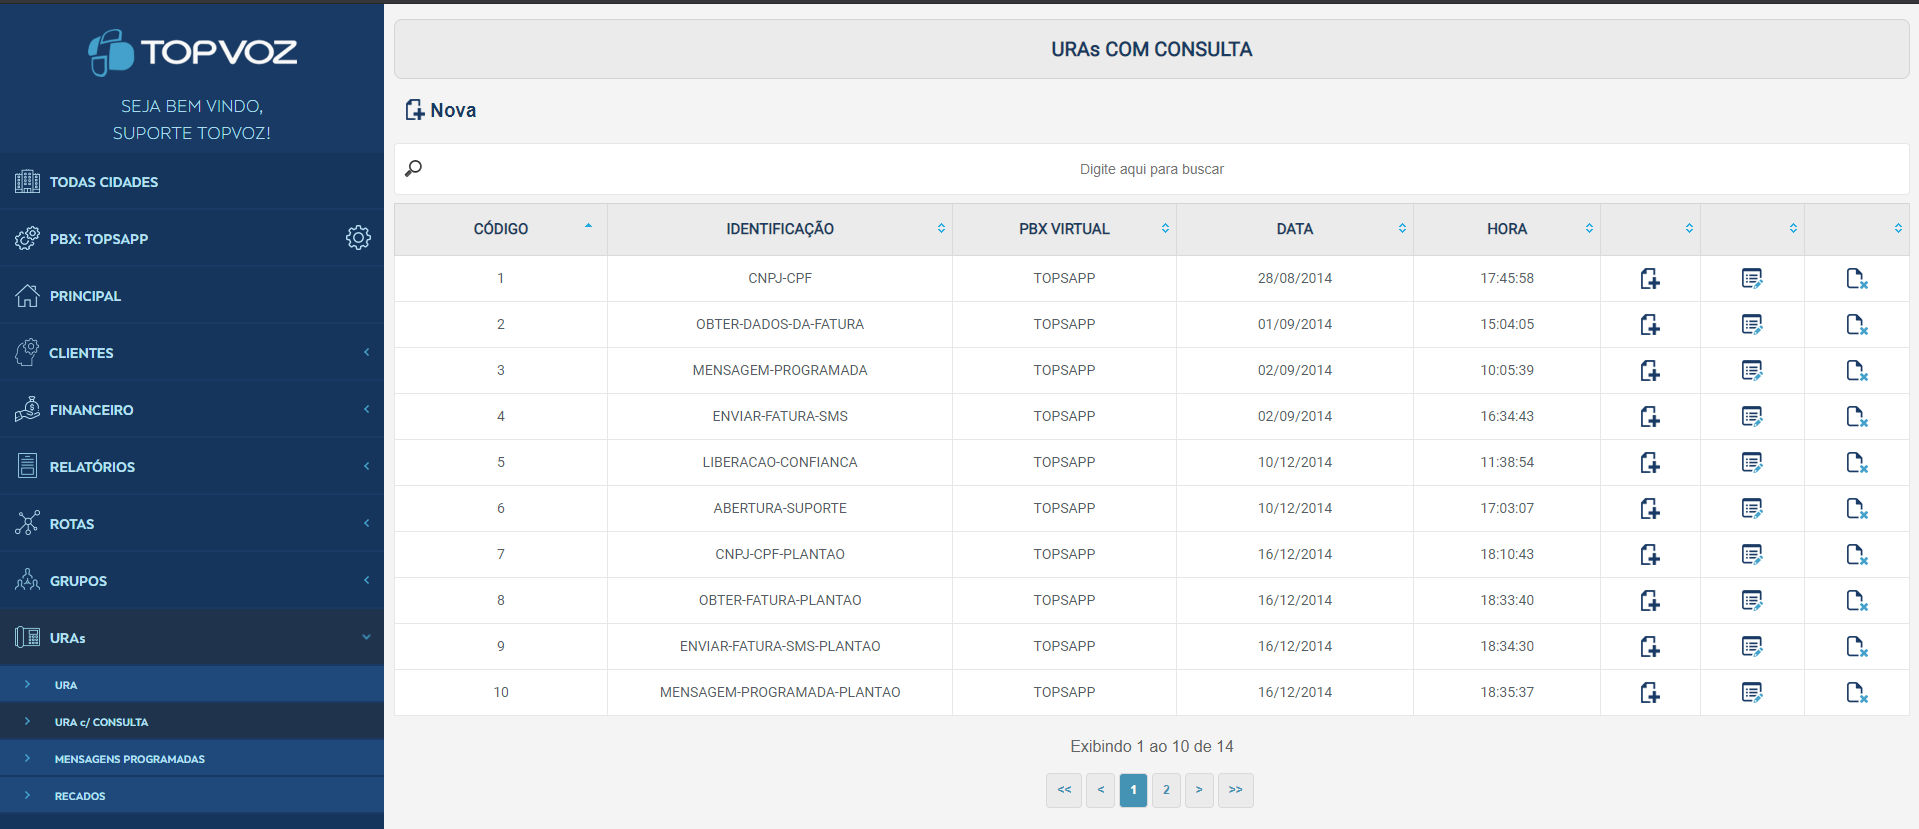 TOPVOZ
SEJA BEM VINDO,
SUPORTE TOPVOZ!
TODAS CIDADES
PBX: TOPSAPP
PRINCIPAL
CLIENTES
FINANCEIRO
RELATÓRIOS
ROTAS
GRUPOS
URAs
URA
URA c/ CONSULTA
MENSAGENS PROGRAMADAS
RECADOS
URAs COM CONSULTA
Nova
Digite aqui para buscar
CÓDIGO IDENTIFICAÇÃO PBX VIRTUAL DATA HORA
1 CNPJ-CPF TOPSAPP 28/08/2014 17:45:58
2 OBTER-DADOS-DA-FATURA TOPSAPP 01/09/2014 15:04:05
3 MENSAGEM-PROGRAMADA TOPSAPP 02/09/2014 10:05:39
4 ENVIAR-FATURA-SMS TOPSAPP 02/09/2014 16:34:43
5 LIBERACAO-CONFIANCA TOPSAPP 10/12/2014 11:38:54
6 ABERTURA-SUPORTE TOPSAPP 10/12/2014 17:03:07
7 CNPJ-CPF-PLANTAO TOPSAPP 16/12/2014 18:10:43
8 OBTER-FATURA-PLANTAO TOPSAPP 16/12/2014 18:33:40
9 ENVIAR-FATURA-SMS-PLANTAO TOPSAPP 16/12/2014 18:34:30
10 MENSAGEM-PROGRAMADA-PLANTAO TOPSAPP 16/12/2014 18:35:37
Exibindo 1 ao 10 de 14
<< < 1 2 > >>